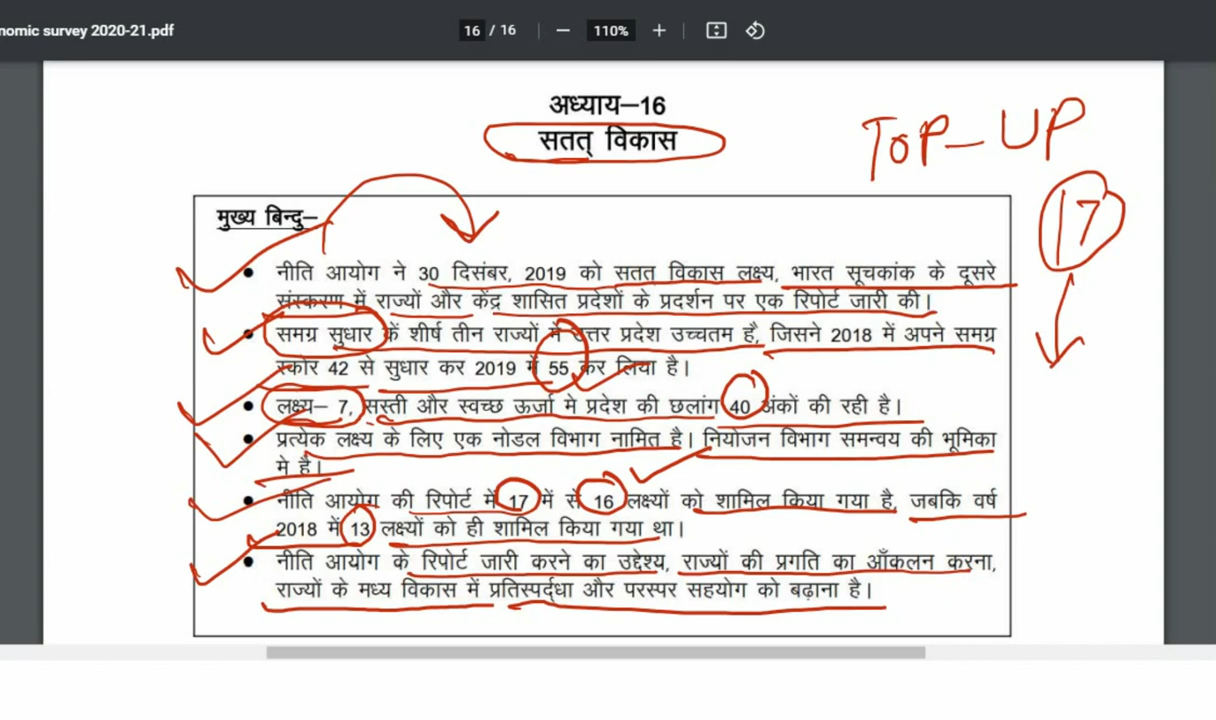 nomic survey 2020-21.pdf
16 / 16
110%
अध्याय–16
सतत् विकास
TOP-UP
17
मुख्य बिन्दु–
• नीति आयोग ने 30 दिसंबर, 2019 को सतत विकास लक्ष्य, भारत सूचकांक के दूसरे
संस्करण में राज्यों और केंद्र शासित प्रदेशों के प्रदर्शन पर एक रिपोर्ट जारी की।
• समग्र सुधार के शीर्ष तीन राज्यों में उत्तर प्रदेश उच्चतम है, जिसने 2018 में अपने समग्र
स्कोर 42 से सुधार कर 2019 में 55 कर लिया है।
• लक्ष्य– 7, सस्ती और स्वच्छ ऊर्जा मे प्रदेश की छलांग 40 अंकों की रही है।
• प्रत्येक लक्ष्य के लिए एक नोडल विभाग नामित है। नियोजन विभाग समन्वय की भूमिका
मे है।
• नीति आयोग की रिपोर्ट में 17 में से 16 लक्ष्यों को शामिल किया गया है, जबकि वर्ष
2018 में 13 लक्ष्यों को ही शामिल किया गया था।
• नीति आयोग के रिपोर्ट जारी करने का उद्देश्य, राज्यों की प्रगति का आँकलन करना,
राज्यों के मध्य विकास में प्रतिस्पर्द्धा और परस्पर सहयोग को बढ़ाना है।